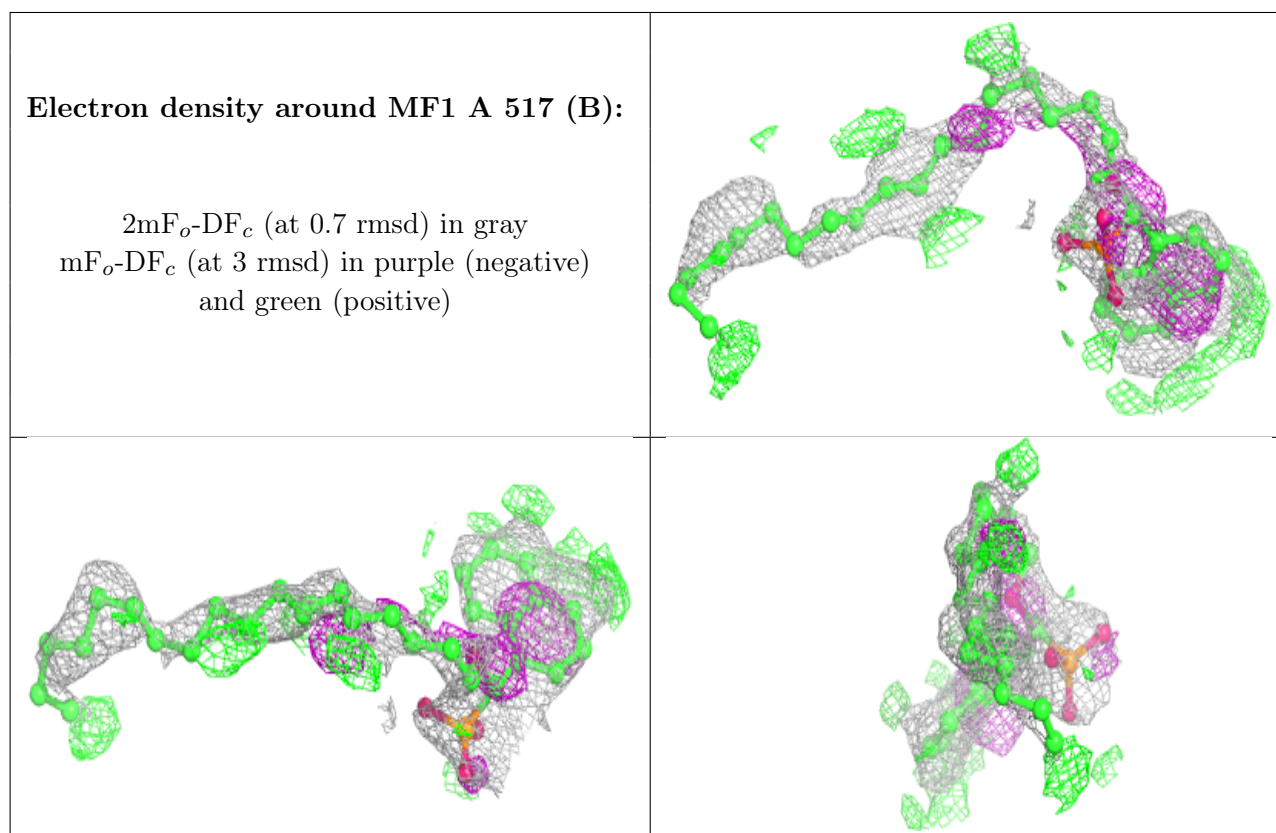 Electron density around MF1 A 517 (B):
2mFo-DFc (at 0.7 rmsd) in gray
mFo-DFc (at 3 rmsd) in purple (negative)
and green (positive)